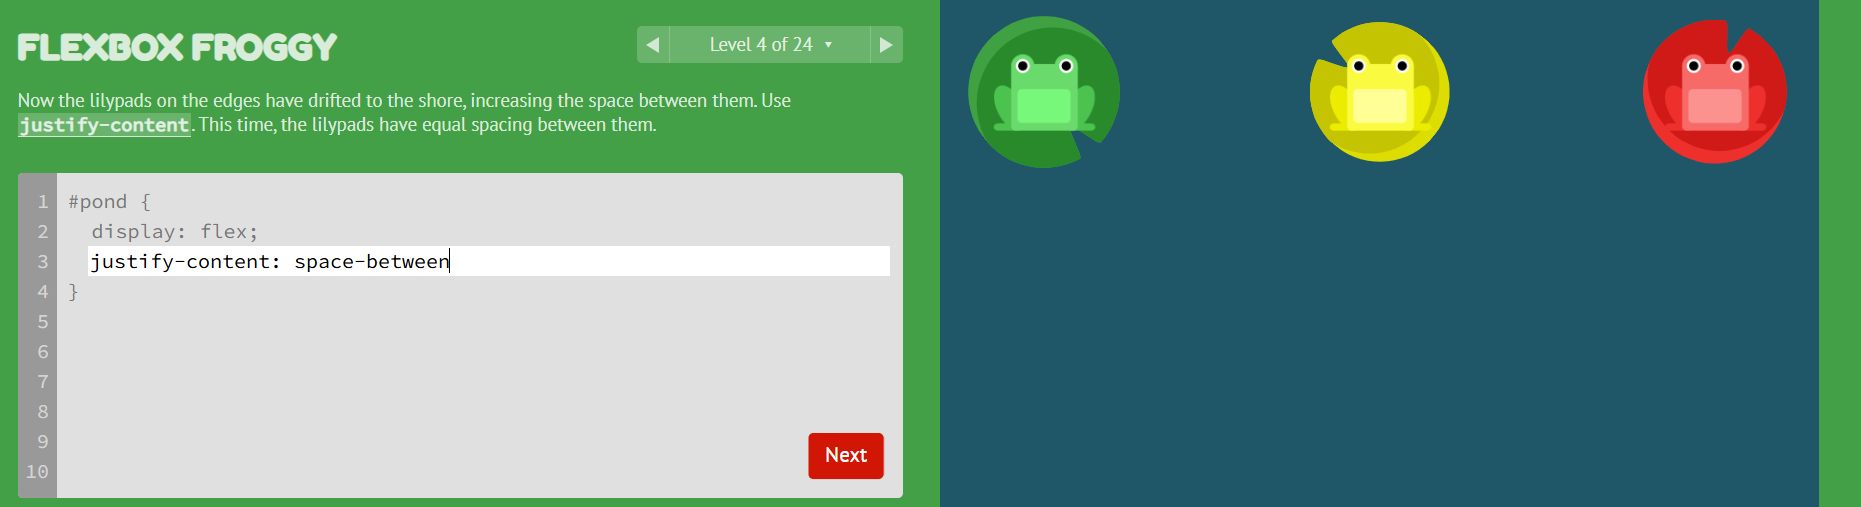 FLEXBOX FROGGY
◀ Level 4 of 24 ▼ ▶
Now the lilypads on the edges have drifted to the shore, increasing the space between them. Use
justify-content. This time, the lilypads have equal spacing between them.
1 #pond {
2 display: flex;
3 justify-content: space-between
4 }
5
6
7
8
9
10
Next